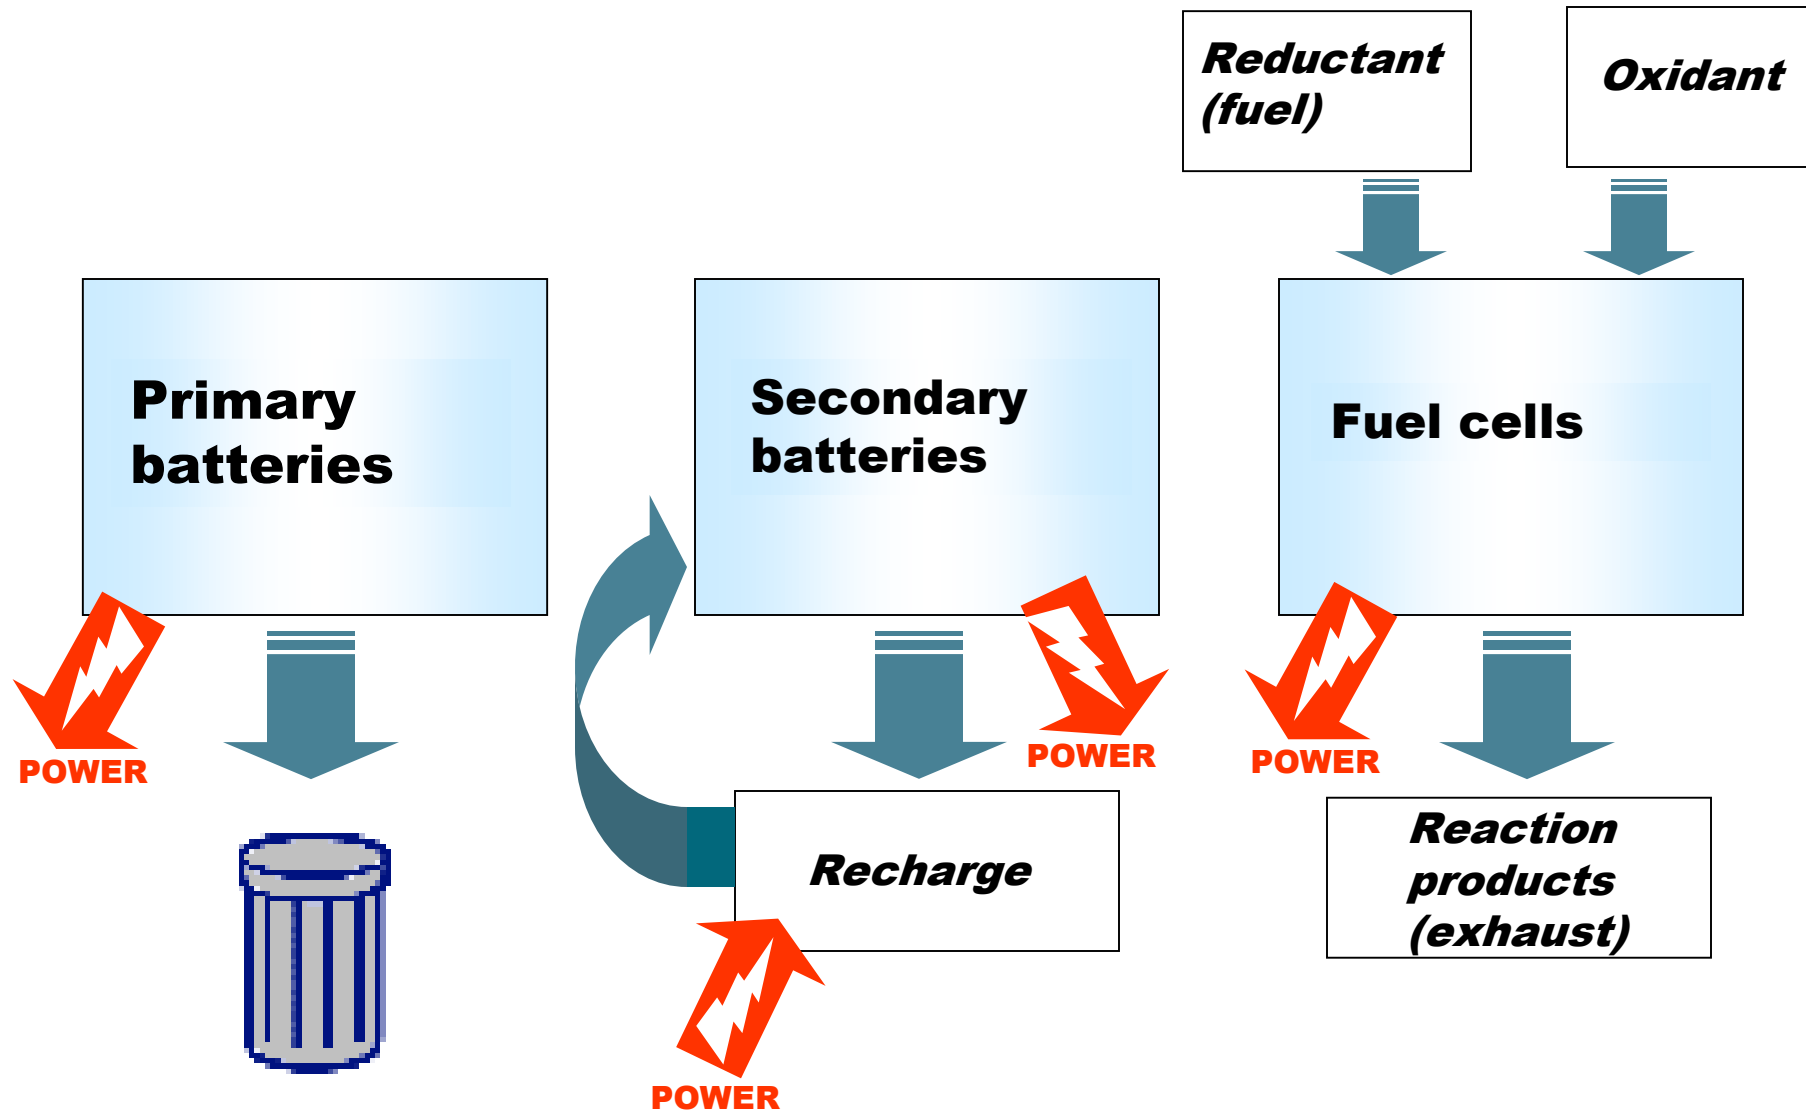 Reductant
(fuel)
Oxidant
Primary
batteries
Secondary
batteries
Fuel cells
POWER
POWER
POWER
Recharge
Reaction
products
(exhaust)
POWER